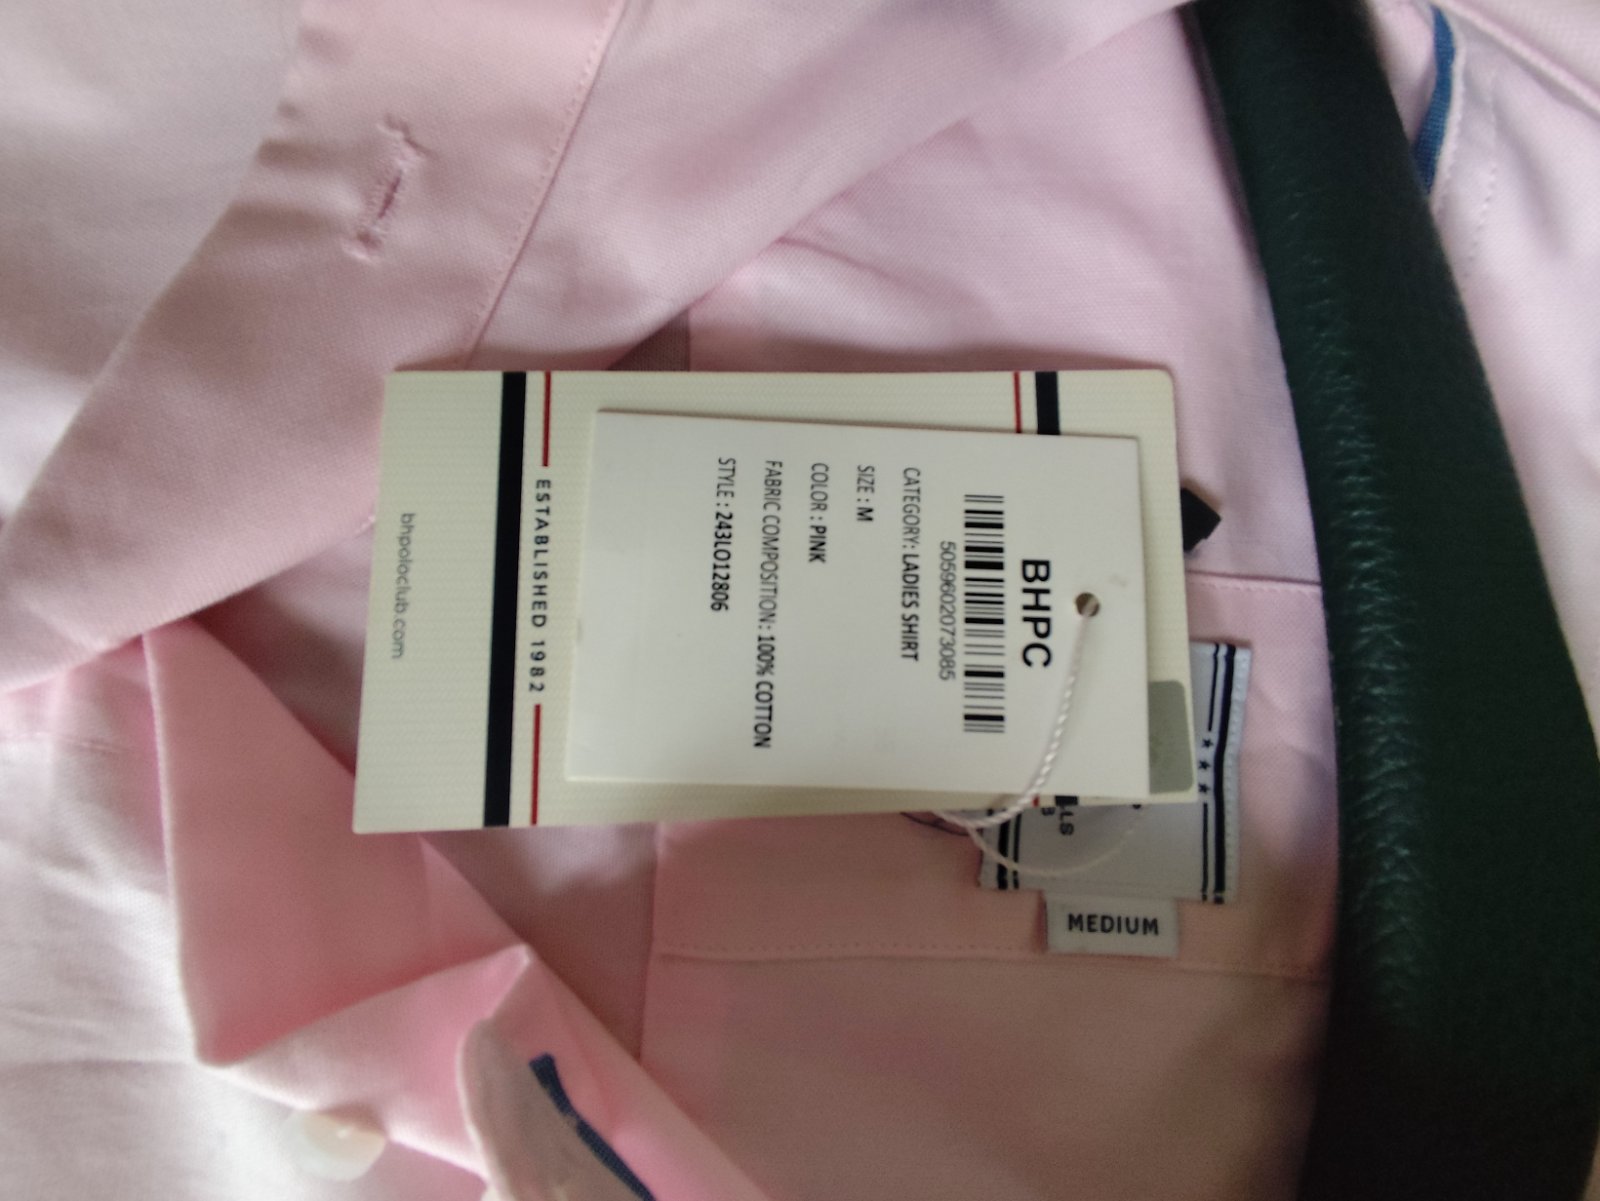 BHPC
5059602073085
CATEGORY: LADIES SHIRT
SIZE : M
COLOR : PINK
FABRIC COMPOSITION: 100% COTTON
STYLE : 243LO12806
ESTABLISHED 1982
bhpoloclub.com
LS
MEDIUM